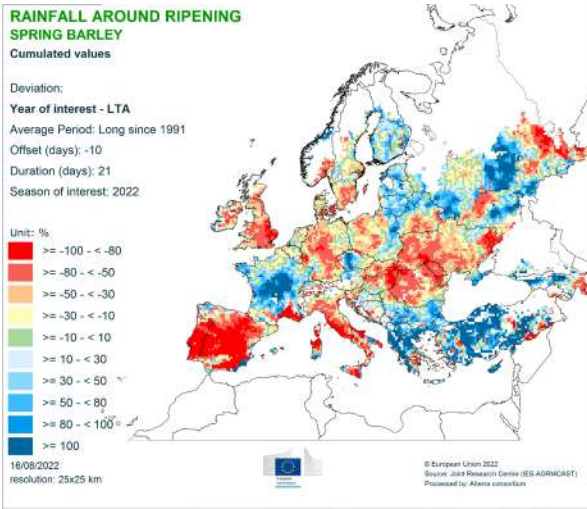 RAINFALL AROUND RIPENING
SPRING BARLEY
Cumulated values
Deviation:
Year of interest - LTA
Average Period: Long since 1991
Offset (days): -10
Duration (days): 21
Season of interest: 2022
Unit: %
>= -100 - < -80
>= -80 - < -50
>= -50 - < -30
>= -30 - < -10
>= -10 - < 10
>= 10 - < 30
>= 30 - < 50
>= 50 - < 80
>= 80 - < 100
>= 100
16/08/2022
resolution: 25x25 km
© European Union 2022
Source: Joint Research Centre (IES-AGRI4CAST)
Processed by: Alterra consortium